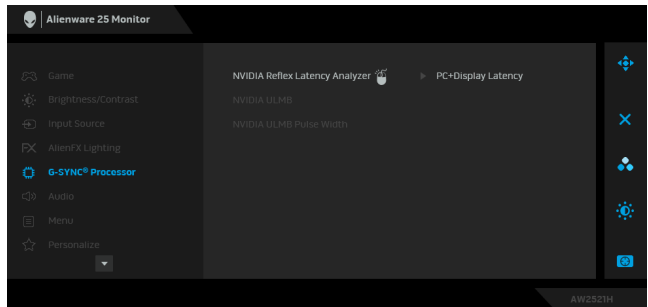 Alienware 25 Monitor
Game
NVIDIA Reflex Latency Analyzer
PC+Display Latency
Brightness/Contrast
NVIDIA ULMB
Input Source
NVIDIA ULMB Pulse Width
FX AlienFX Lighting
G-SYNC® Processor
Audio
Menu
Personalize
AW2521H